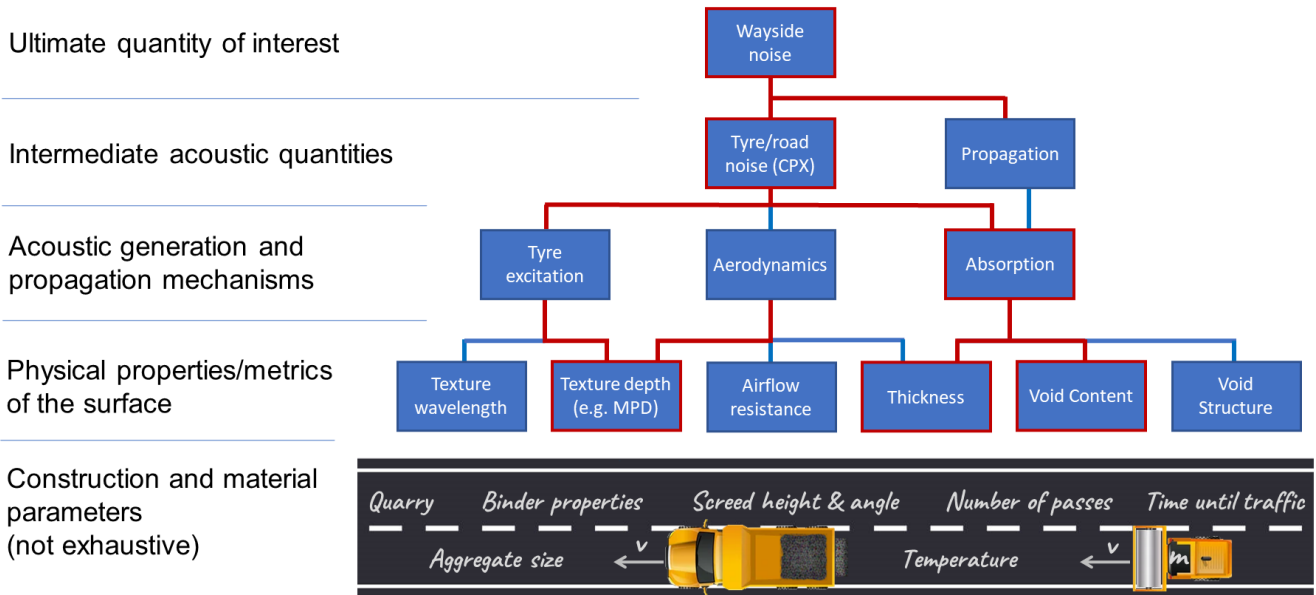 Ultimate quantity of interest
Wayside
noise
Intermediate acoustic quantities
Tyre/road
noise (CPX)
Propagation
Acoustic generation and
propagation mechanisms
Tyre
excitation
Aerodynamics
Absorption
Physical properties/metrics
of the surface
Texture
wavelength
Texture depth
(e.g. MPD)
Airflow
resistance
Thickness
Void Content
Void
Structure
Construction and material
parameters
(not exhaustive)
Quarry
Binder properties
Screed height & angle
Number of passes
Time until traffic
Aggregate size
v
Temperature
v
m